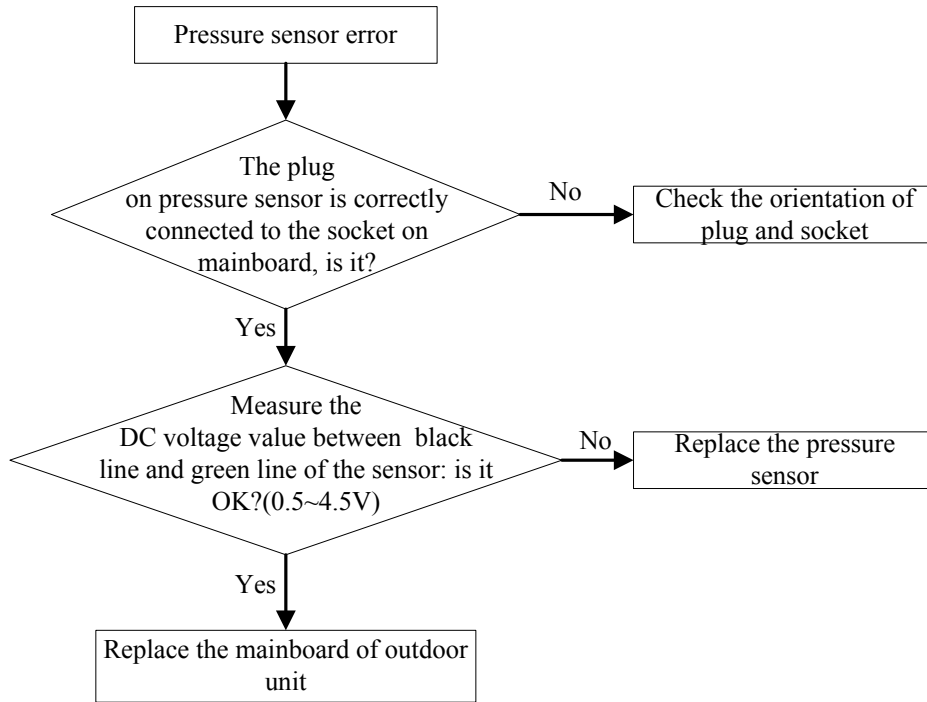 Pressure sensor error
The plug
on pressure sensor is correctly
connected to the socket on
mainboard, is it?
No
Check the orientation of
plug and socket
Yes
Measure the
DC voltage value between  black
line and green line of the sensor: is it
OK?(0.5~4.5V)
No
Replace the pressure
sensor
Yes
Replace the mainboard of outdoor
unit